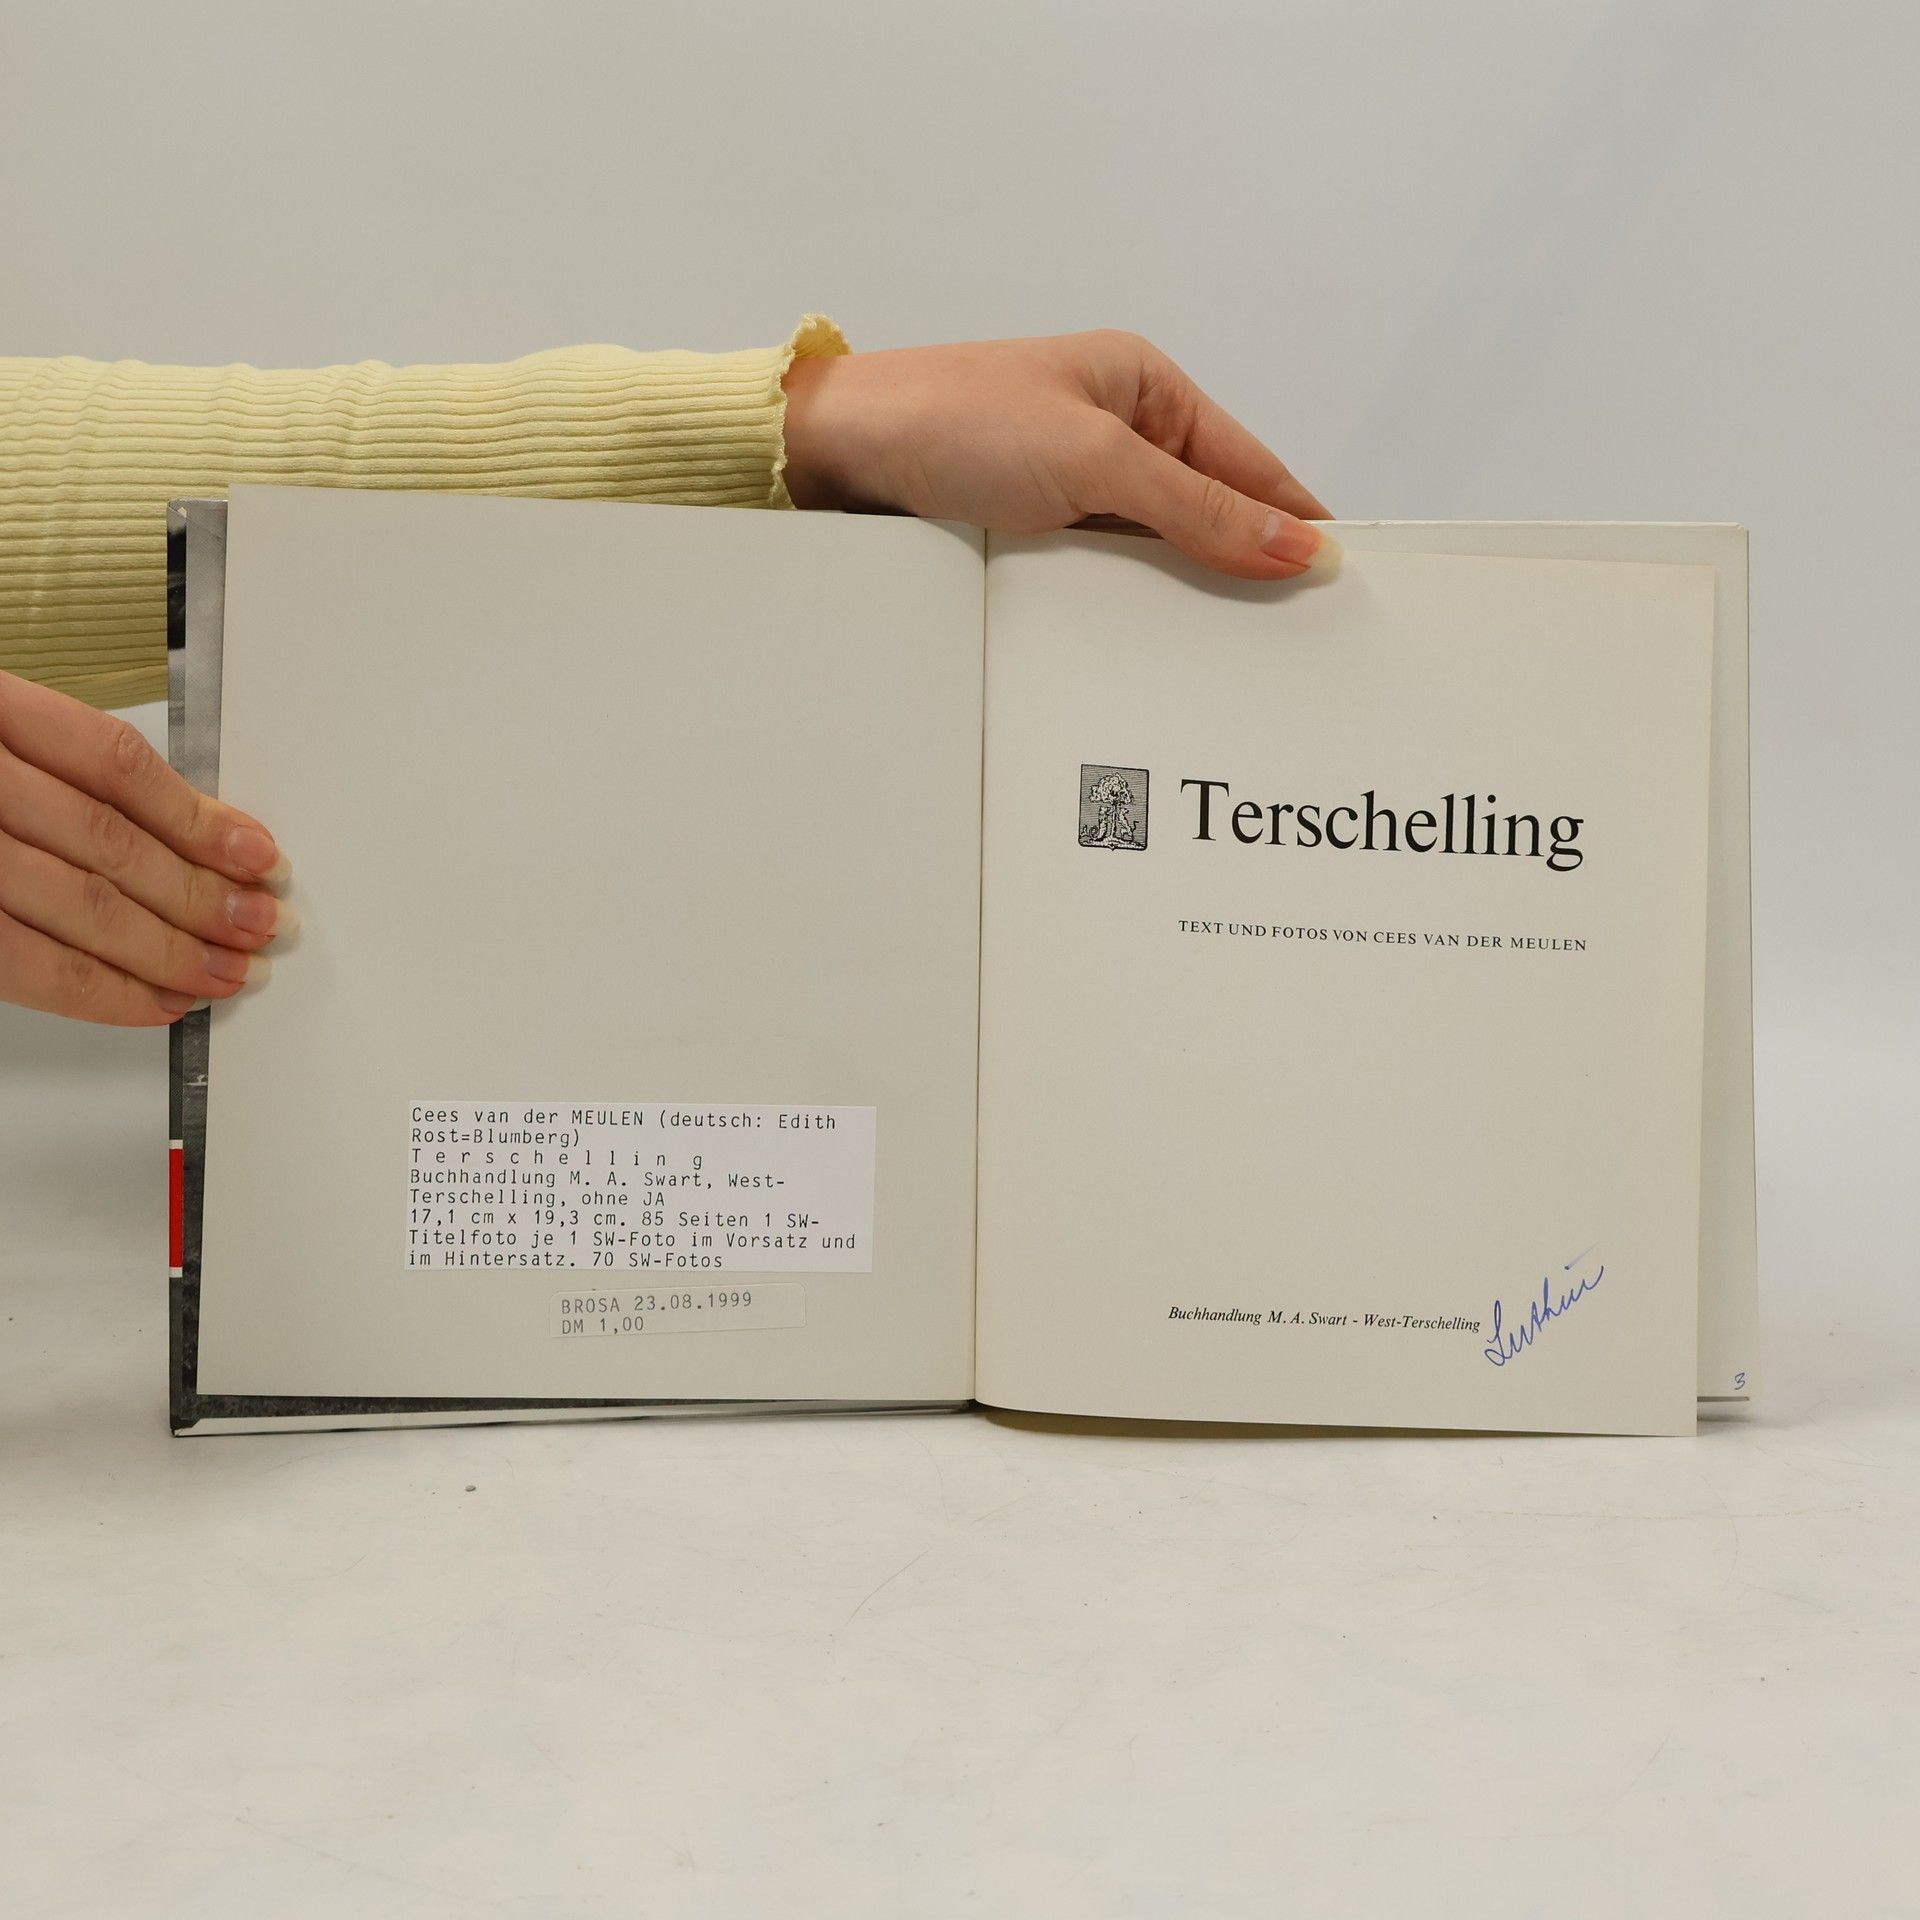 Cees van der MEULEN (deutsch: Edith
Rost=Blumberg)
T e r s c h e l l i n g
Buchhandlung M. A. Swart, West-
Terschelling, ohne JA
17,1 cm x 19,3 cm. 85 Seiten 1 SW-
Titelfoto je 1 SW-Foto im Vorsatz und
im Hintersatz. 70 SW-Fotos
BROSA 23.08.1999
DM 1,00
Terschelling
TEXT UND FOTOS VON CEES VAN DER MEULEN
Buchhandlung M. A. Swart - West-Terschelling
3